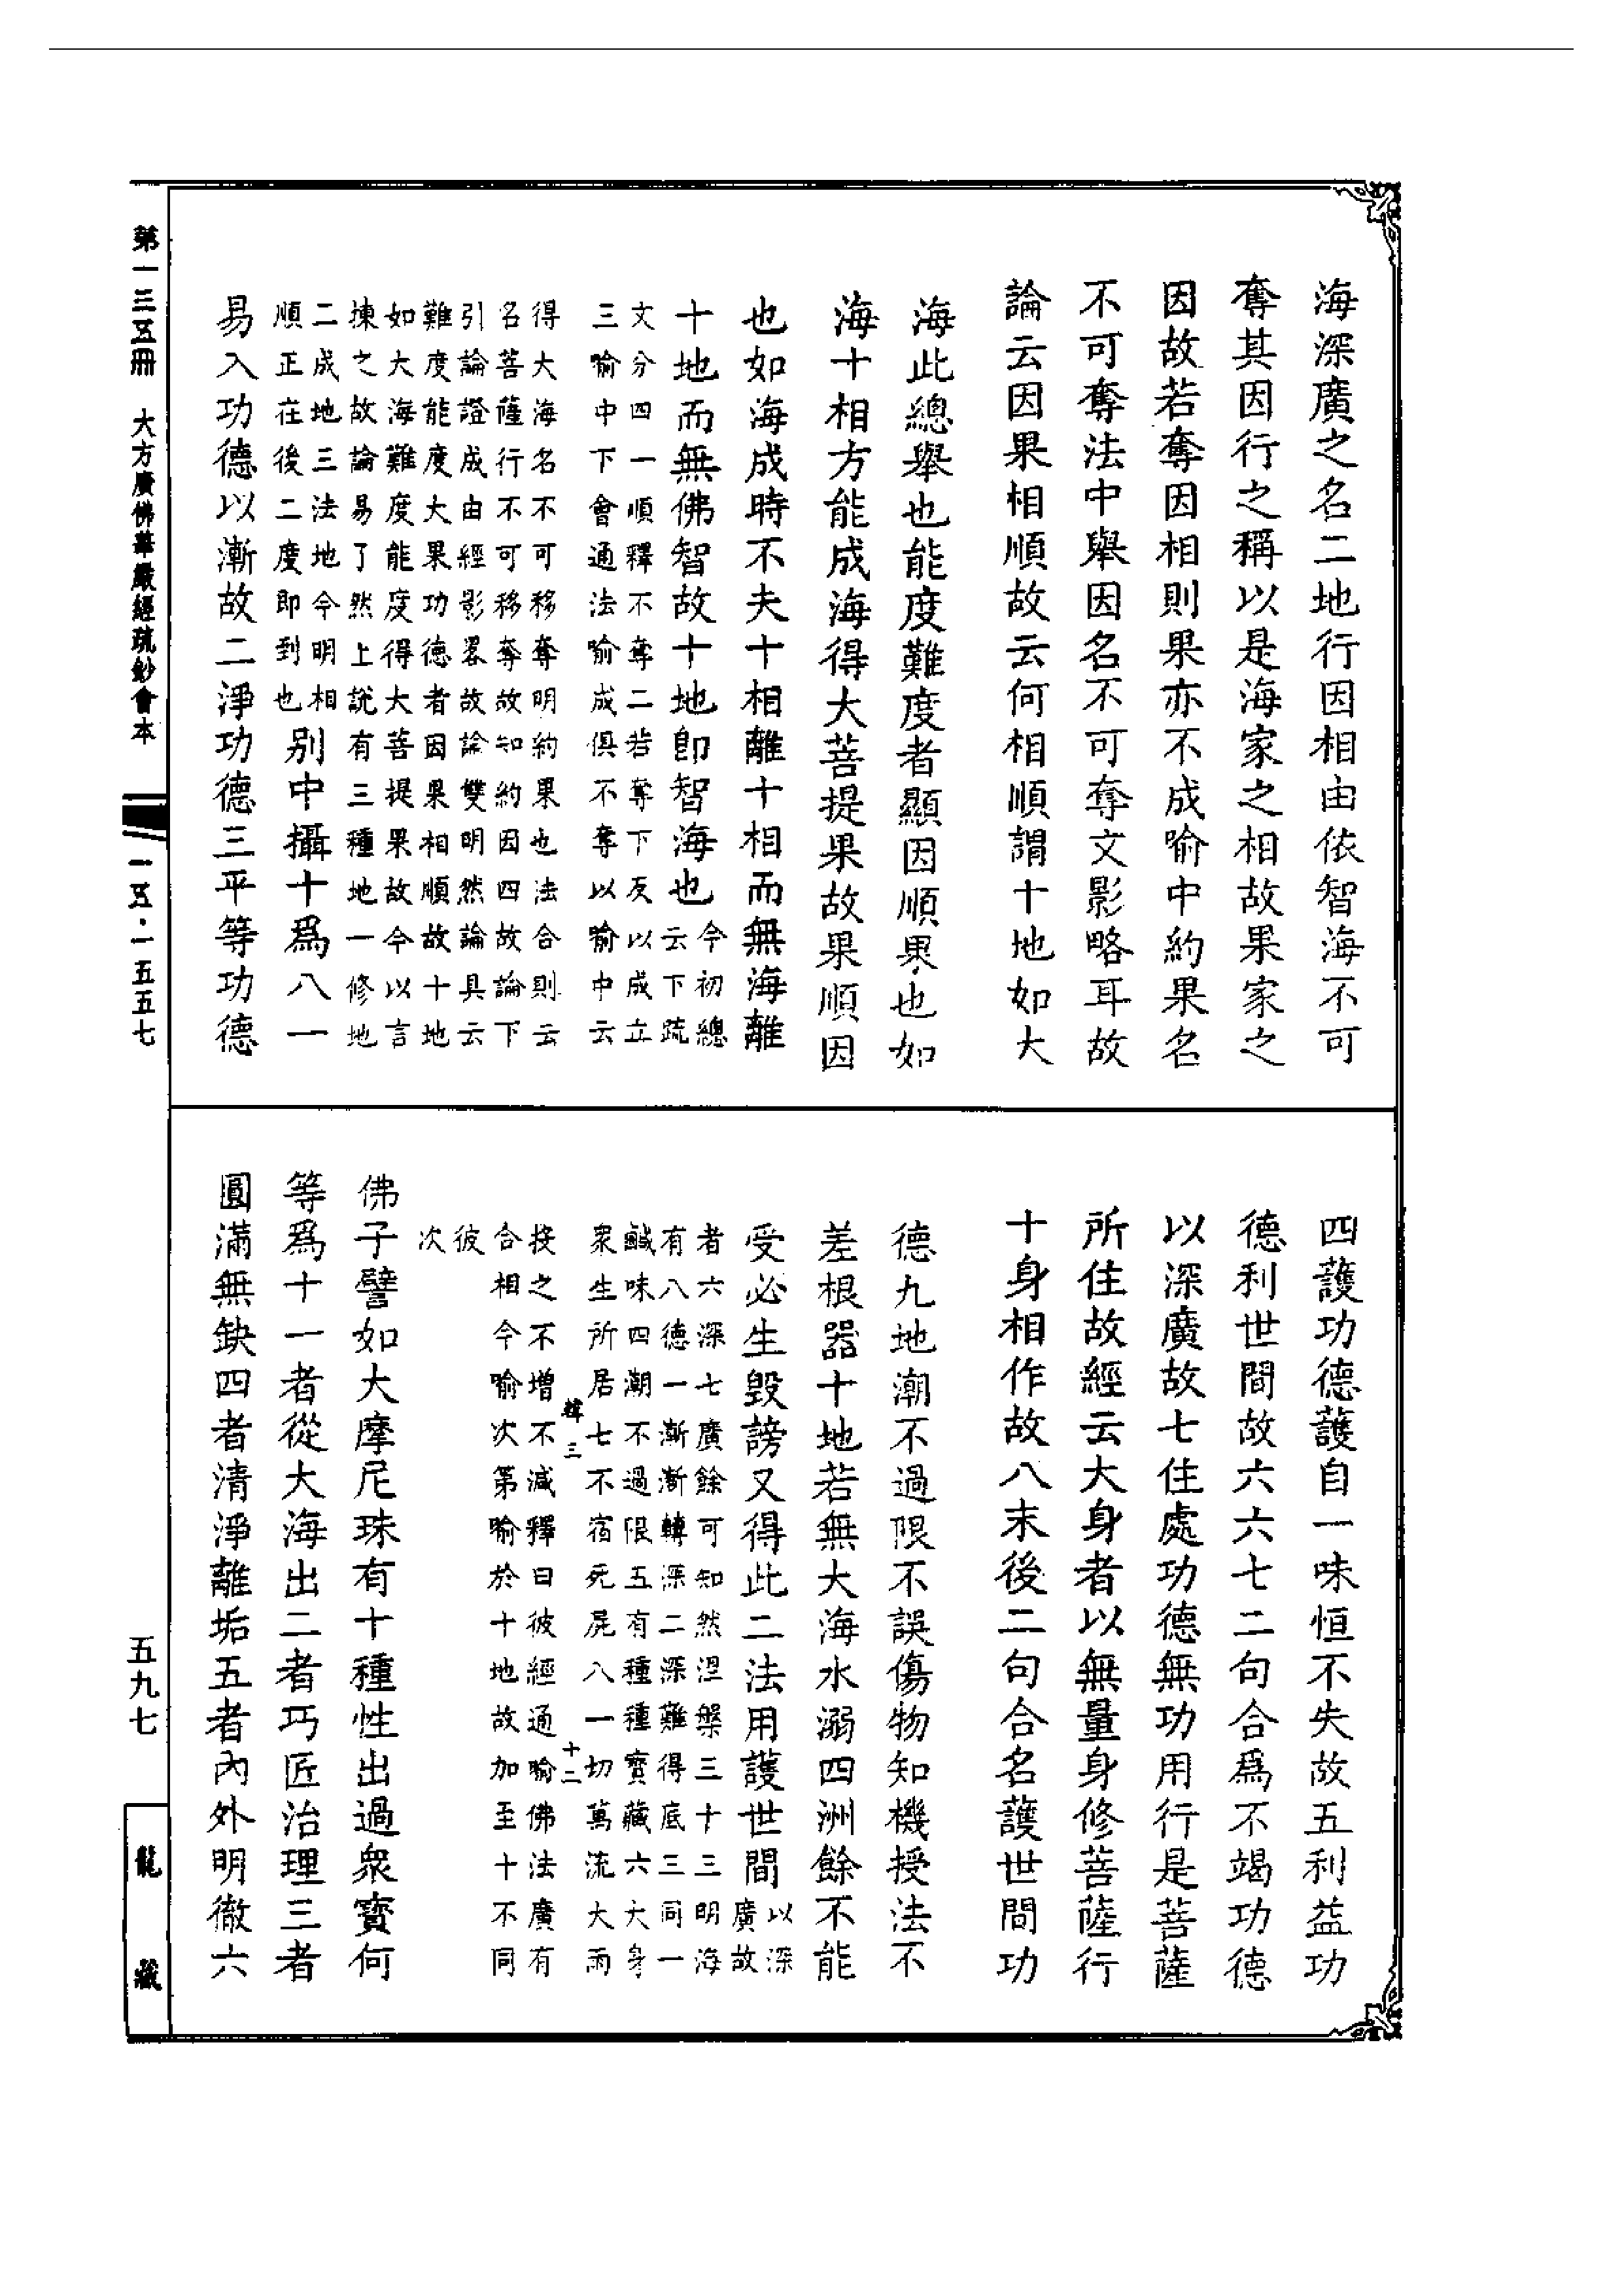 海深廣之名二地行因相由依智海不可
奪其因行之稱以是海家之相故果家之
因故若奪因相則果亦不成喻中約果名
不可奪法中舉因名不可奪文影略耳故
論云因果相順故云何相順謂十地如大
海此總舉也能度難度者顯因順果也如
海十相方能成海得大菩提果故果順因
也如海成時不失十相離十相而無海離
十地而無佛智故十地即智海也
今初總
云下疏
文分四一順釋不奪二若奪下反以成立
三喻中下會通法喻成俱不奪以喻中云
得大海名不可移奪明約果也法合則云
名菩薩行不可移奪故知約因四故論下
引論證成由經影畧故論雙明然論具云
難度能度大果功德者因果相順故十地
如大海難度能度得大菩提果故今以言
揀之故論易了然上說有三種地一修地
二成地三法地今明相
順正在後二度即到也
別中攝十為八一
易入功德以漸故二淨功德三平等功德
四護功德護自一味恒不失故五利益功
德利世間故六六七二句合為不竭功德
以深廣故七住處功德無功用行是菩薩
所住故經云大身者以無量身修菩薩行
十身相作故八末後二句合名護世間功
德九地潮不過限不誤傷物知機授法不
差根器十地若無大海水溺四洲餘不能
受必生毀謗又得此二法用護世間
以深
廣故
者六深七廣餘可知然涅槃三十三明海
有八德一漸漸轉深二深難得底三同一
鹹味四潮不過限五有種種寶藏六大身
衆生所居七不宿死屍八一切萬流大雨
韓三
十二
投之不增不減釋曰彼經通喻佛法廣有
合相今喻次第喻於十地故加至十不同
彼
次
佛子譬如大摩尼珠有十種性出過衆寶何
等為十一者從大海出二者巧匠治理三者
圓滿無缺四者清淨離垢五者內外明徹六
第一三五冊　大方廣佛華嚴經疏鈔會本
一五·一五五七
五九七
龍藏